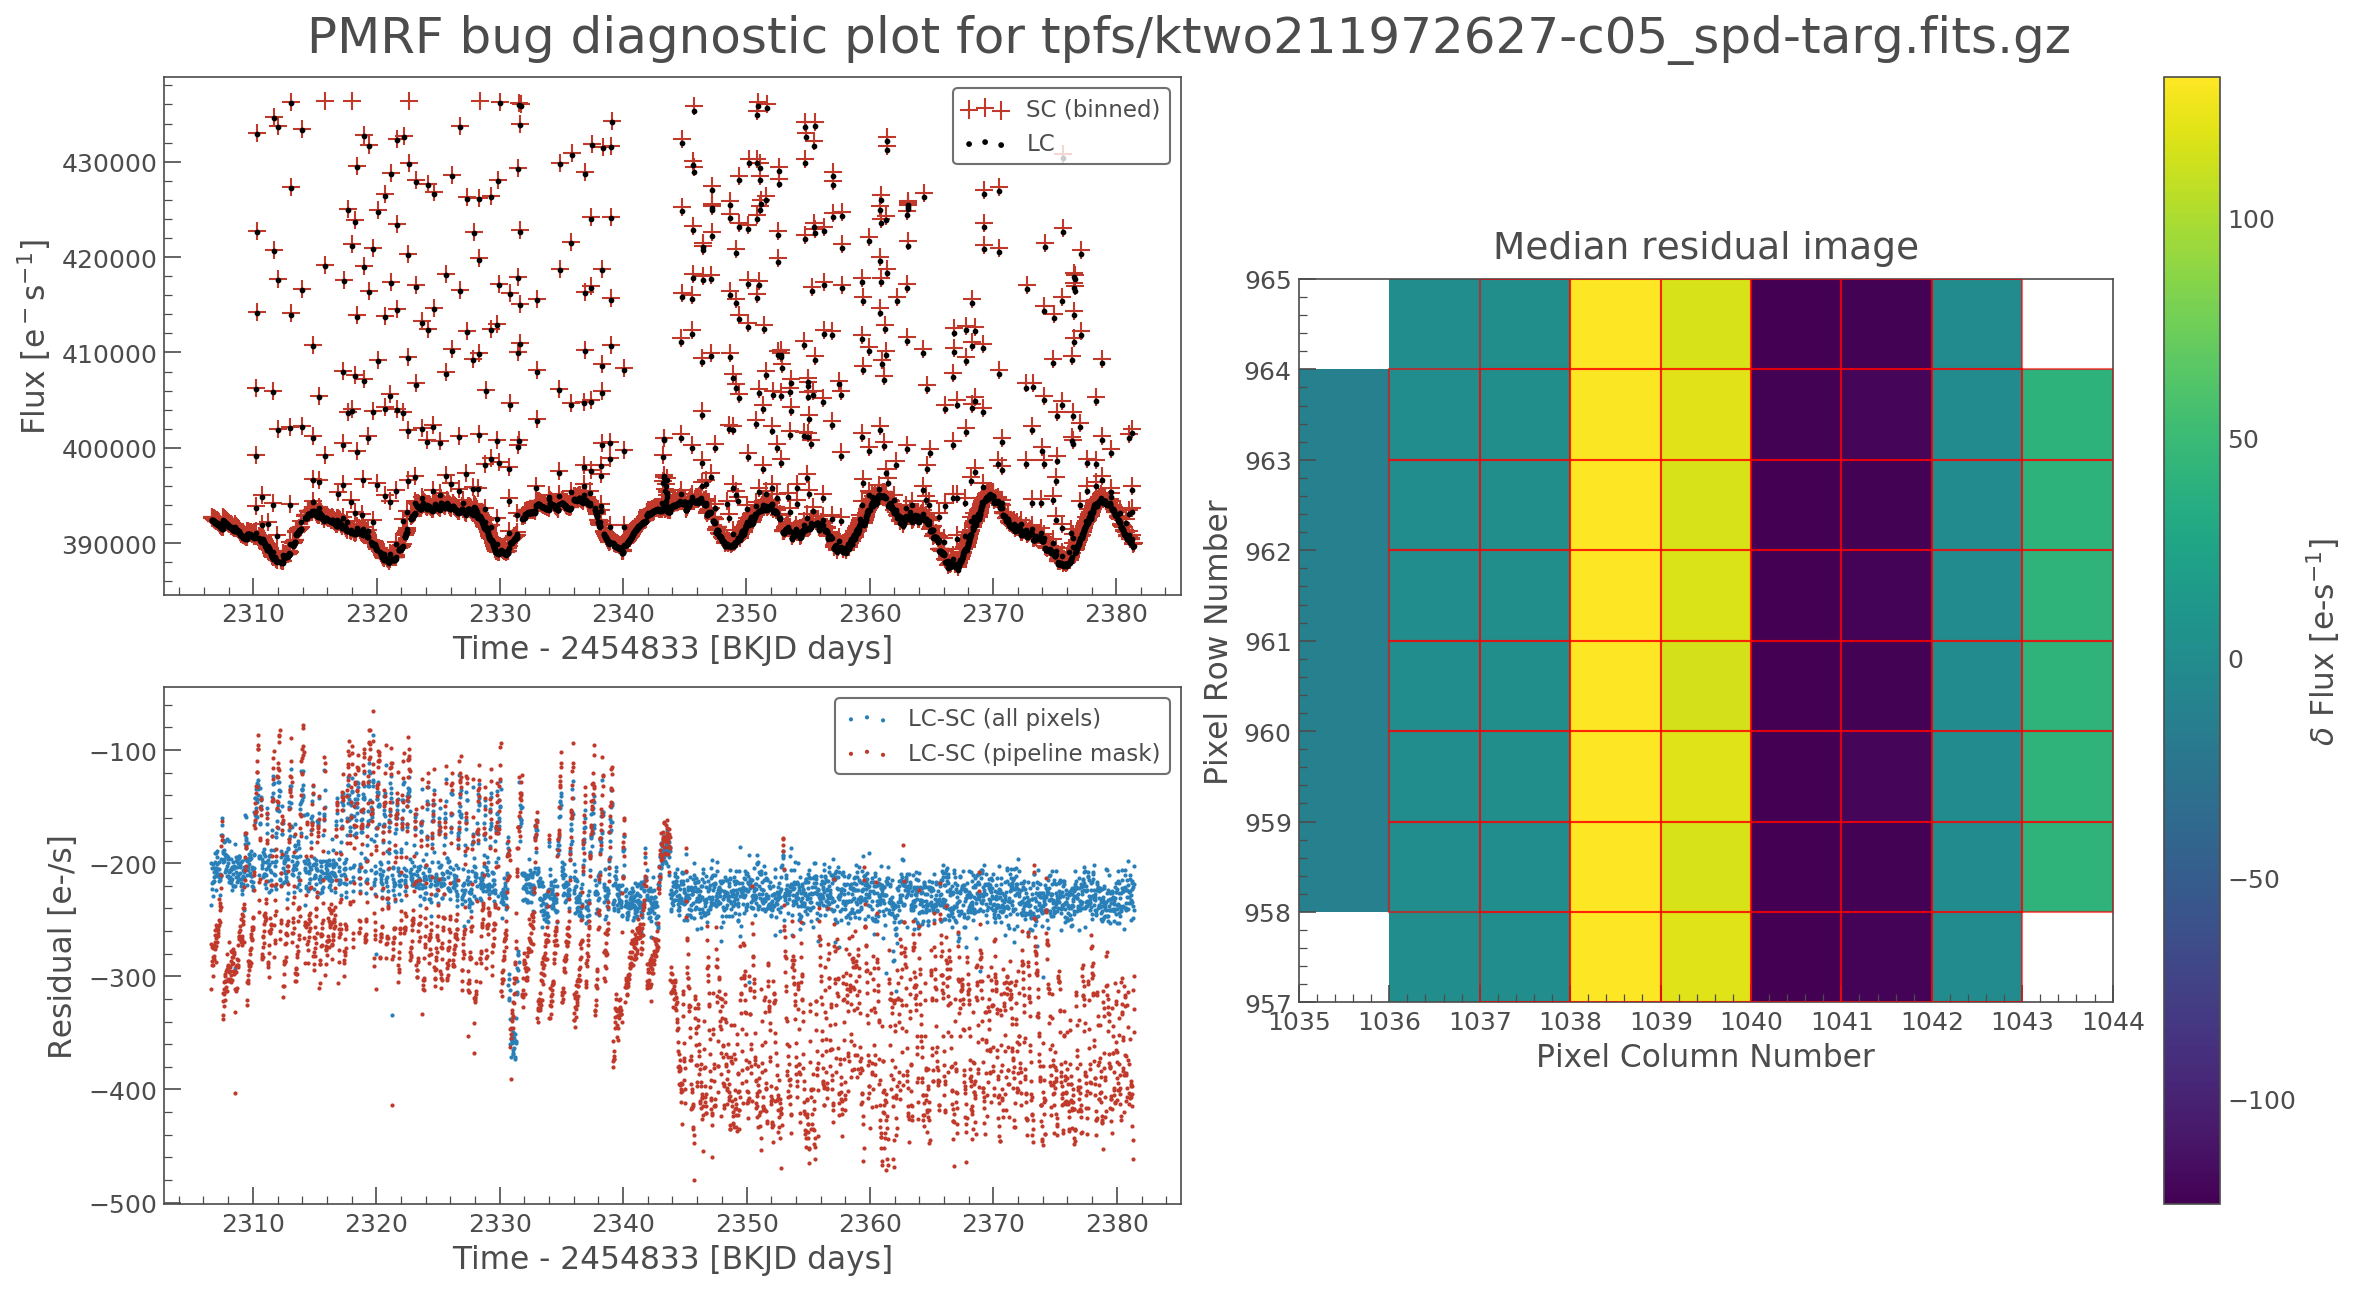 PMRF bug diagnostic plot for tpfs/ktwo211972627-c05_spd-targ.fits.gz
Flux [e⁻ s⁻¹]
430000
420000
410000
400000
390000
SC (binned)
LC
2310 2320 2330 2340 2350 2360 2370 2380
Time - 2454833 [BKJD days]
Residual [e-/s]
−100
−200
−300
−400
−500
LC-SC (all pixels)
LC-SC (pipeline mask)
2310 2320 2330 2340 2350 2360 2370 2380
Time - 2454833 [BKJD days]
Median residual image
Pixel Row Number
965
964
963
962
961
960
959
958
957
1035 1036 1037 1038 1039 1040 1041 1042 1043 1044
Pixel Column Number
100
50
0
−50
−100
δ Flux [e-s⁻¹]